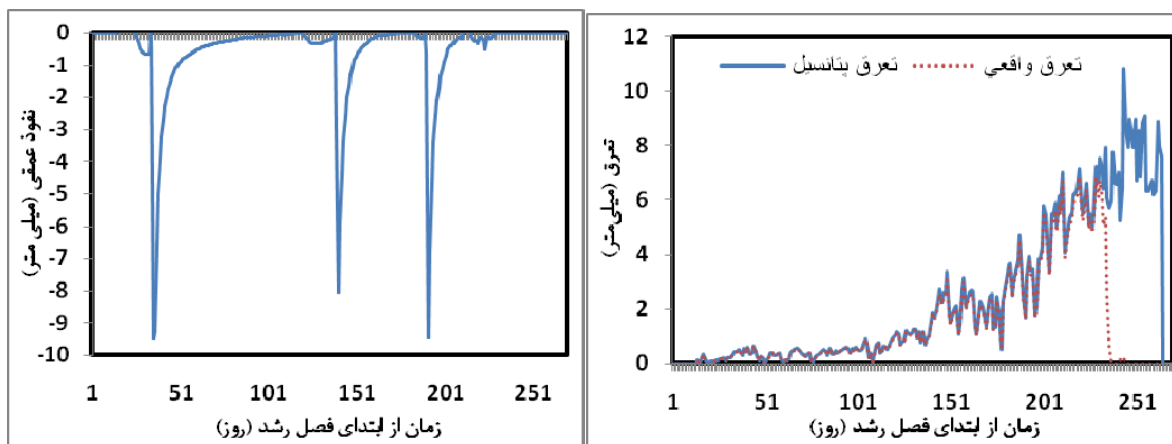 0
-1
-2
-3
-4
-5
-6
-7
-8
-9
-10
نفوذ عمقی (میلی متر)
1 51 101 151 201 251
زمان از ابتدای فصل رشد (روز)
12
10
8
6
4
2
0
تعرق (میلی‌متر)
تعرق پتانسیل تعرق واقعی
1 51 101 151 201 251
زمان از ابتدای فصل رشد (روز)